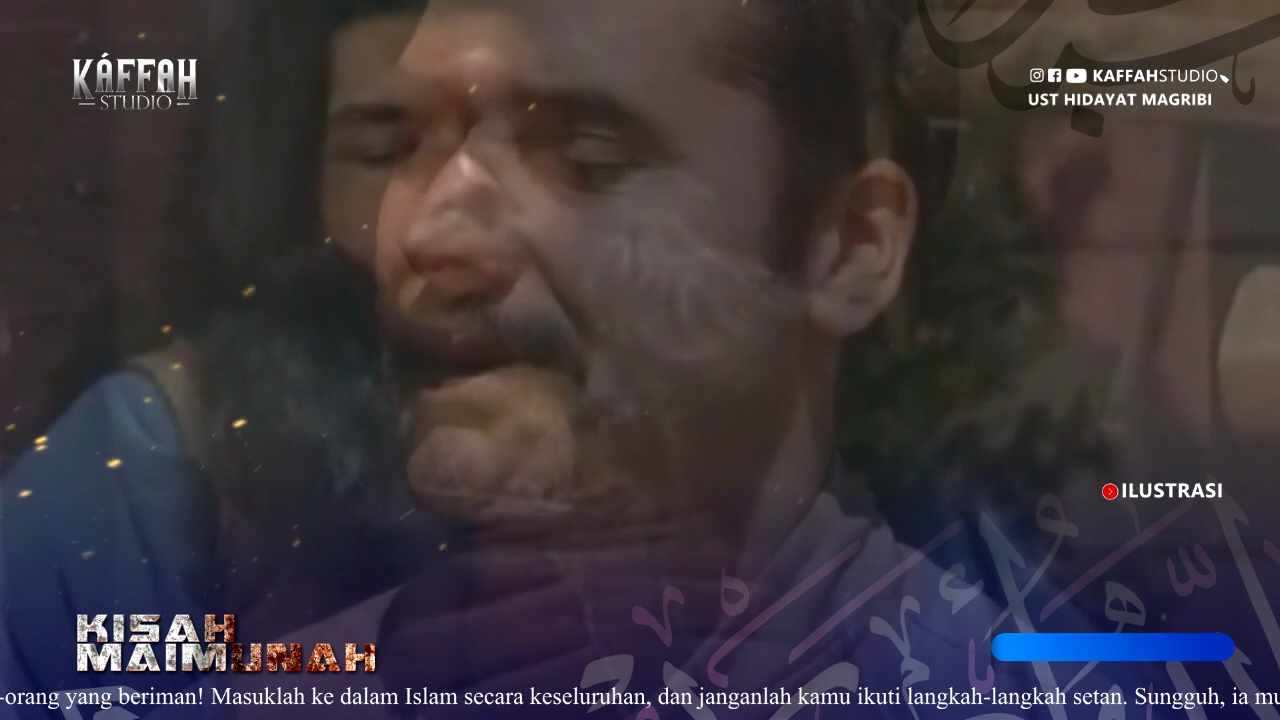 KÁFFAH
STUDIO
KAFFAHSTUDIO
UST HIDAYAT MAGRIBI
ILUSTRASI
KISAH
MAIMUNAH
-orang yang beriman! Masuklah ke dalam Islam secara keseluruhan, dan janganlah kamu ikuti langkah-langkah setan. Sungguh, ia mu